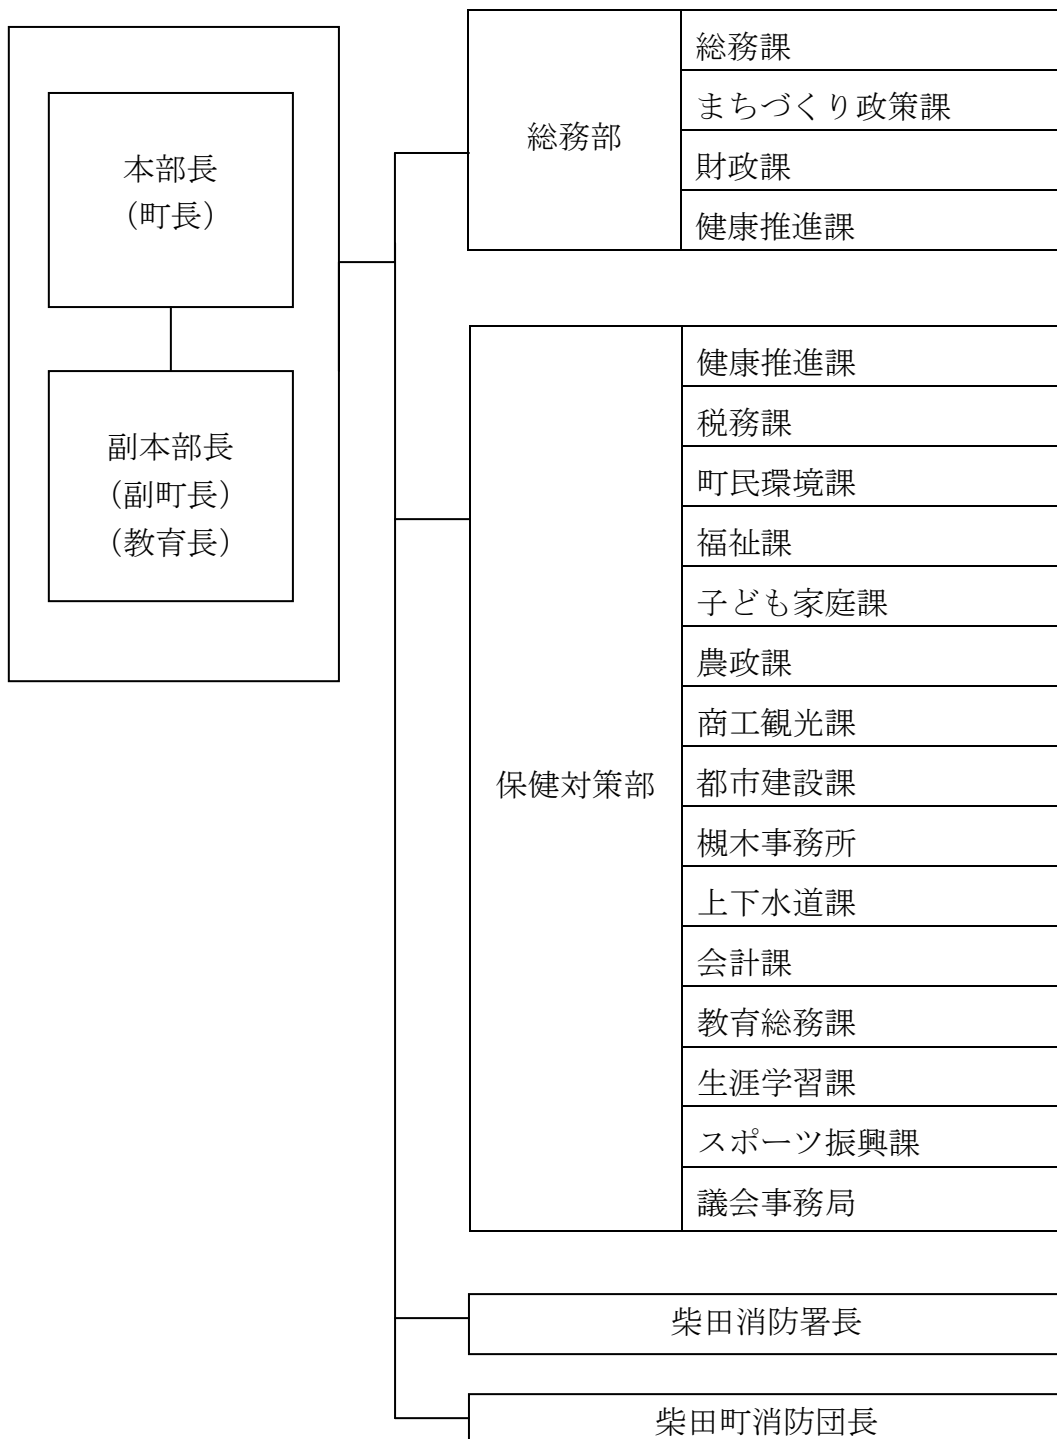 本部長
（町長）
副本部長
（副町長）
（教育長）
総務部
総務課
まちづくり政策課
財政課
健康推進課
保健対策部
健康推進課
税務課
町民環境課
福祉課
子ども家庭課
農政課
商工観光課
都市建設課
槻木事務所
上下水道課
会計課
教育総務課
生涯学習課
スポーツ振興課
議会事務局
柴田消防署長
柴田町消防団長